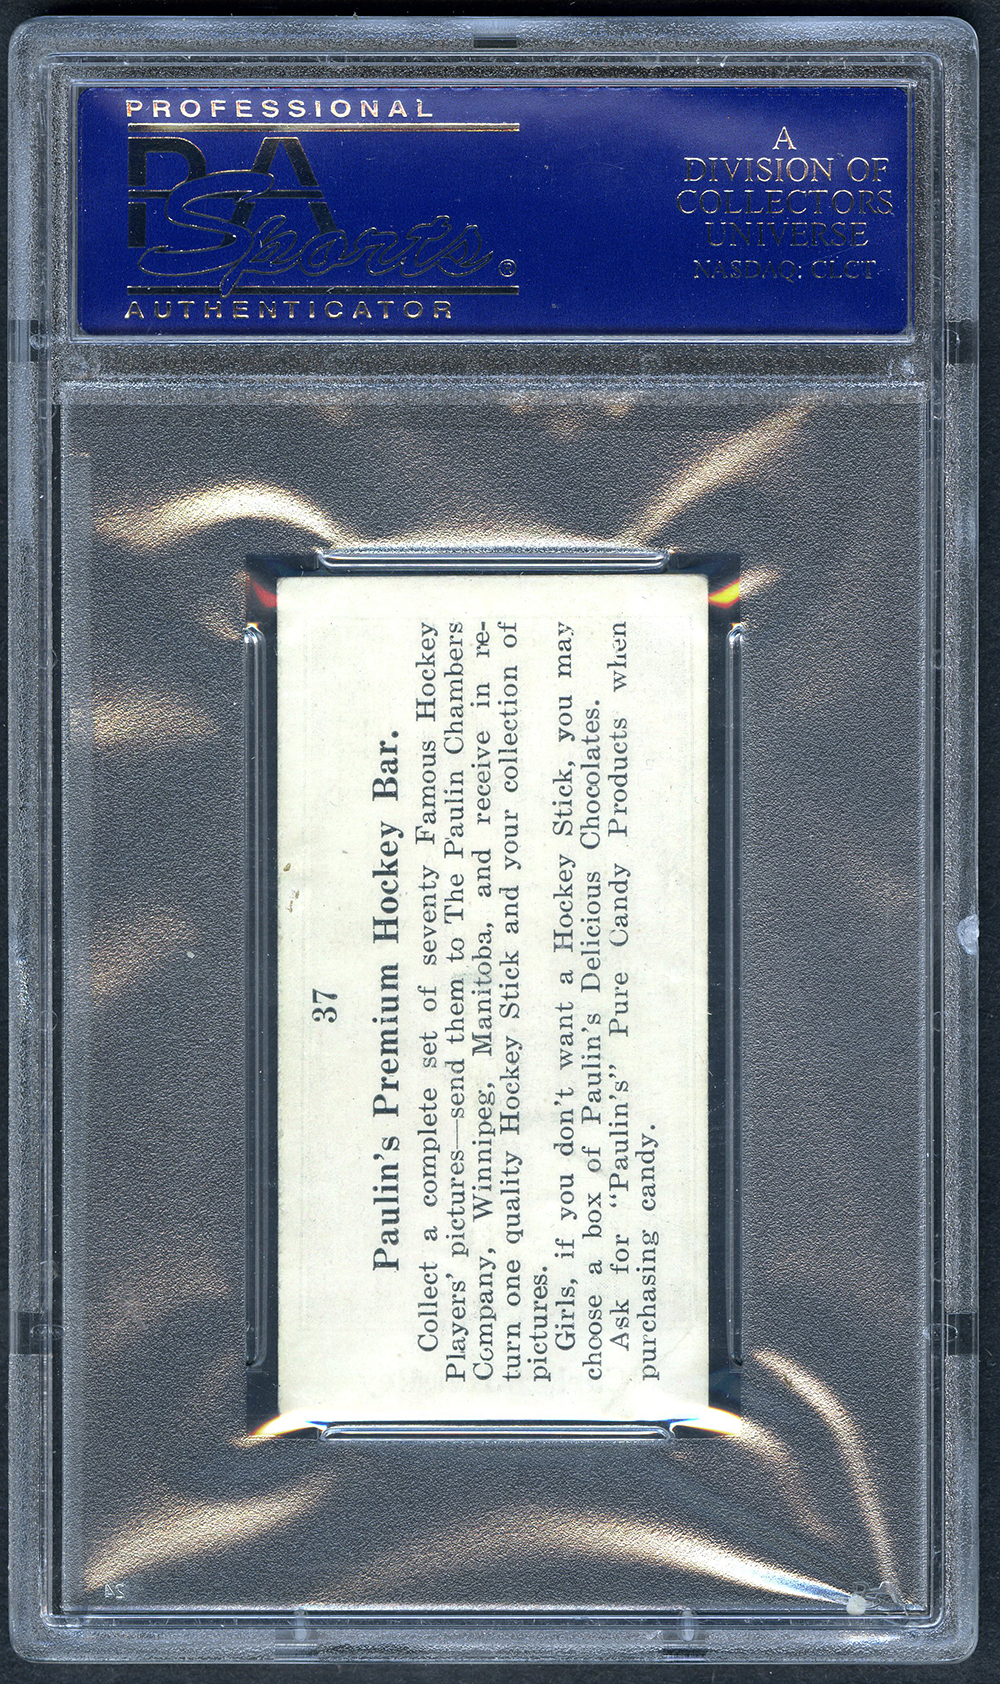 PROFESSIONAL
PSA
Sports®
AUTHENTICATOR
A
DIVISION OF
COLLECTORS
UNIVERSE
NASDAQ: CLCT
37
Paulin's Premium Hockey Bar.
Collect a complete set of seventy Famous Hockey
Players' pictures—send them to The Paulin Chambers
Company, Winnipeg, Manitoba, and receive in re-
turn one quality Hockey Stick and your collection of
pictures.
Girls, if you don't want a Hockey Stick, you may
choose a box of Paulin's Delicious Chocolates.
Ask for "Paulin's" Pure Candy Products when
purchasing candy.
24
PSA